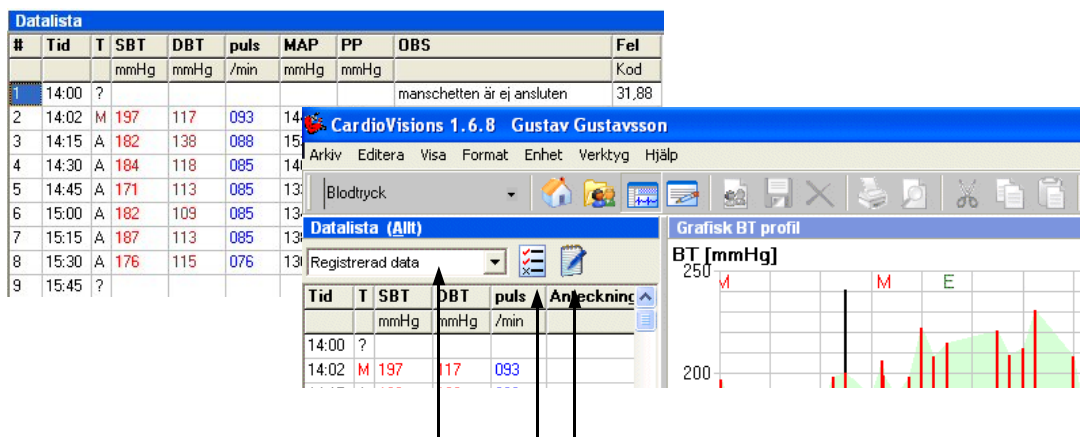 Datalista
# Tid T SBT DBT puls MAP PP OBS Fel
mmHg mmHg /min mmHg mmHg Kod
1 14:00 ? manschetten är ej ansluten 31,88
2 14:02 M 197 117 093
3 14:15 A 182 138 088
4 14:30 A 184 118 085
5 14:45 A 171 113 085
6 15:00 A 182 109 085
7 15:15 A 187 113 085
8 15:30 A 176 115 076
9 15:45 ?
CardioVisions 1.6.8 Gustav Gustavsson
Arkiv Editera Visa Format Enhet Verktyg Hjälp
Blodtryck
Datalista (Allt)
Registrerad data
Tid T SBT DBT puls Anteckning
mmHg mmHg /min
14:00 ?
14:02 M 197 117 093
Grafisk BT profil
BT [mmHg]
250
M M E
200